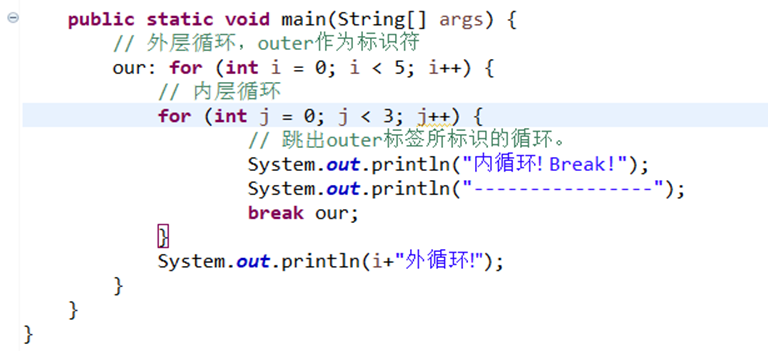 public static void main(String[] args) {
// 外层循环，outer作为标识符
our: for (int i = 0; i < 5; i++) {
// 内层循环
for (int j = 0; j < 3; j++) {
// 跳出outer标签所标识的循环。
System.out.println("内循环! Break!");
System.out.println("----------------");
break our;
}
System.out.println(i+"外循环!");
}
}
}